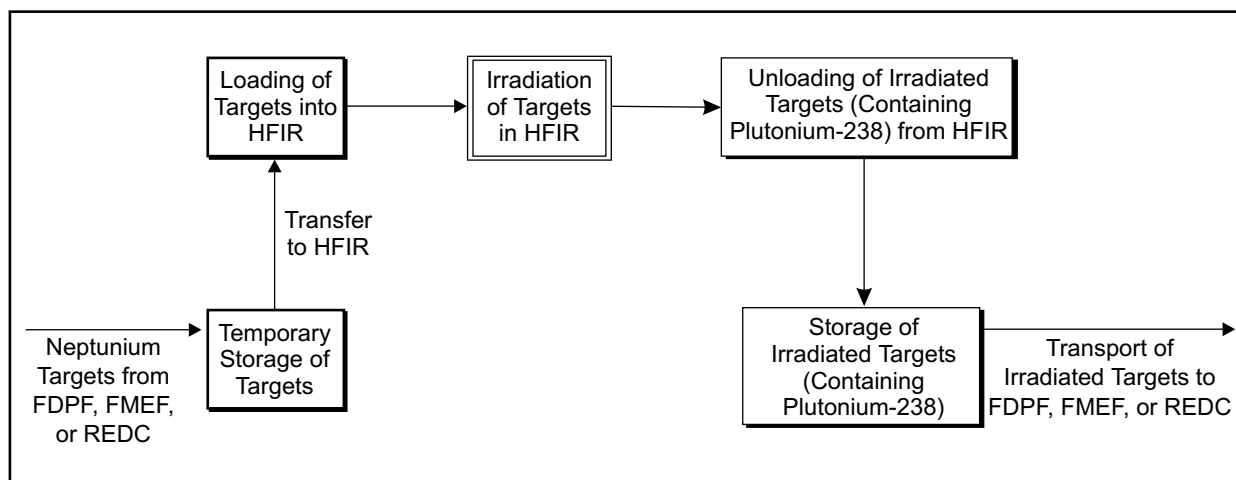 Loading of
Targets into
HFIR
Irradiation
of Targets
in HFIR
Unloading of Irradiated
Targets (Containing
Plutonium-238) from HFIR
Transfer
to HFIR
Neptunium
Targets from
FDPF, FMEF,
or REDC
Temporary
Storage of
Targets
Storage of
Irradiated Targets
(Containing
Plutonium-238)
Transport of
Irradiated Targets to
FDPF, FMEF, or REDC